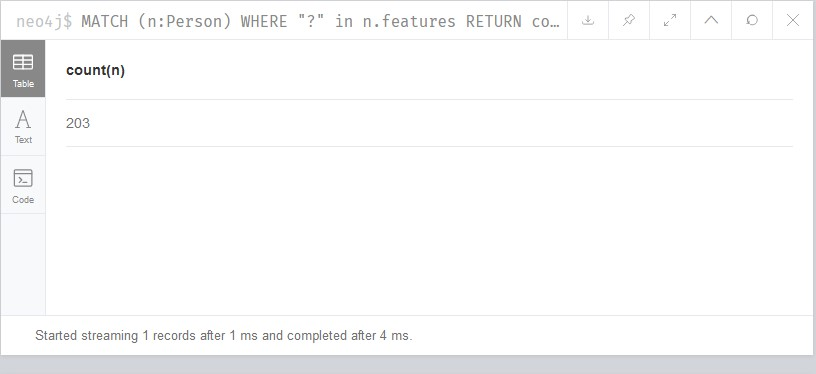 neo4j$ MATCH (n:Person) WHERE "?" in n.features RETURN co…
Table
count(n)
203
A
Text
Code
Started streaming 1 records after 1 ms and completed after 4 ms.